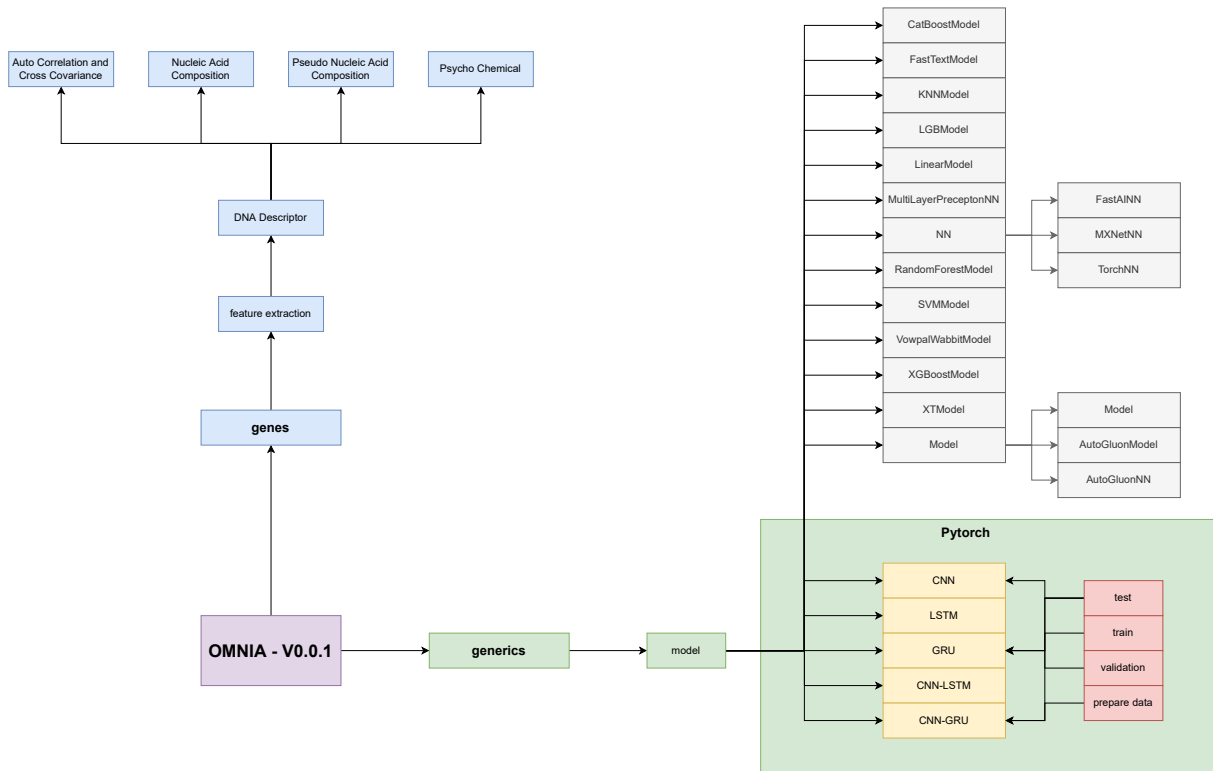 Auto Correlation and
Cross Covariance
Nucleic Acid
Composition
Pseudo Nucleic Acid
Composition
Psycho Chemical
DNA Descriptor
feature extraction
genes
OMNIA - V0.0.1
generics
model
CatBoostModel
FastTextModel
KNNModel
LGBModel
LinearModel
MultiLayerPreceptonNN
NN
RandomForestModel
SVMModel
VowpalWabbitModel
XGBoostModel
XTModel
Model
FastAINN
MXNetNN
TorchNN
Model
AutoGluonModel
AutoGluonNN
Pytorch
CNN
LSTM
GRU
CNN-LSTM
CNN-GRU
test
train
validation
prepare data